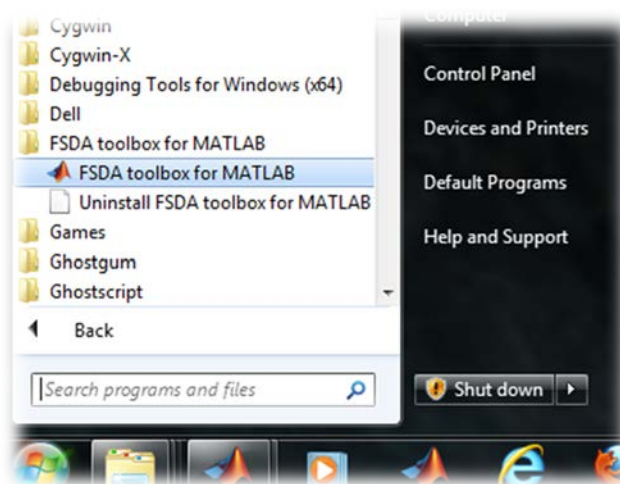 Cygwin
Cygwin-X
Debugging Tools for Windows (x64)
Dell
FSDA toolbox for MATLAB
FSDA toolbox for MATLAB
Uninstall FSDA toolbox for MATLAB
Games
Ghostgum
Ghostscript
Back
Search programs and files
Computer
Control Panel
Devices and Printers
Default Programs
Help and Support
Shut down